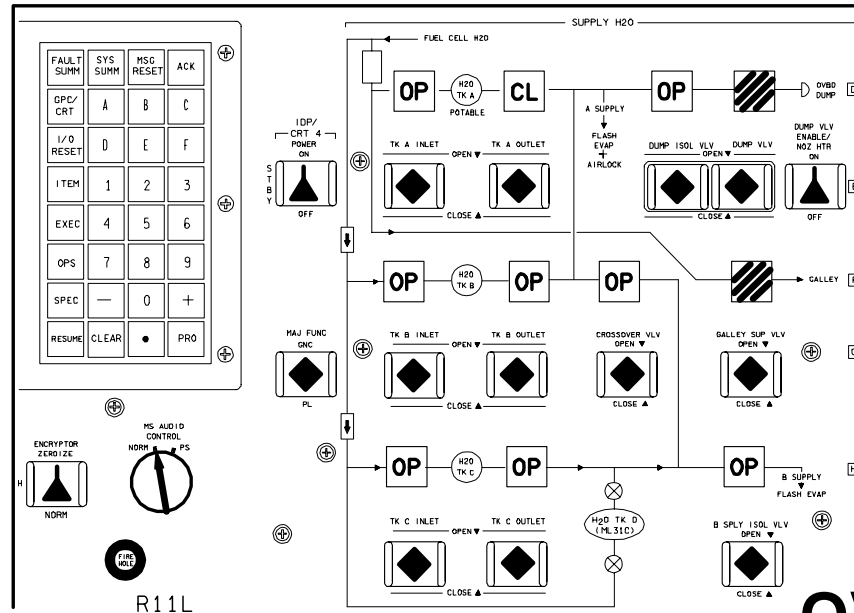 SUPPLY H2O
FUEL CELL H2O
FAULT SUMM
SYS SUMM
MSG RESET
ACK
GPC/ CRT
A
B
C
I/O RESET
D
E
F
ITEM
1
2
3
EXEC
4
5
6
OPS
7
8
9
SPEC
—
0
+
RESUME
CLEAR
•
PRO
IDP/
CRT 4
POWER
ON
STBY
OFF
OP
H2O
TK A
POTABLE
CL
OP
OVBD
DUMP
A SUPPLY
FLASH
EVAP
+
AIRLOCK
TK A INLET
OPEN ▼
TK A OUTLET
CLOSE ▲
DUMP ISOL VLV
DUMP VLV
OPEN ▼
CLOSE ▲
DUMP VLV
ENABLE/
NOZ HTR
ON
OFF
OP
H2O
TK B
OP
OP
GALLEY
MAJ FUNC
GNC
PL
TK B INLET
OPEN ▼
TK B OUTLET
CLOSE ▲
CROSSOVER VLV
OPEN ▼
CLOSE ▲
GALLEY SUP VLV
OPEN ▼
CLOSE ▲
MS AUDIO
CONTROL
NORM
PS
ENCRYPTOR
ZEROIZE
H
NORM
OP
H2O
TK C
OP
OP
B SUPPLY
FLASH EVAP
H2O TK D
(ML31C)
TK C INLET
OPEN ▼
TK C OUTLET
CLOSE ▲
B SPLY ISOL VLV
OPEN ▼
CLOSE ▲
FIRE
HOLE
R11L